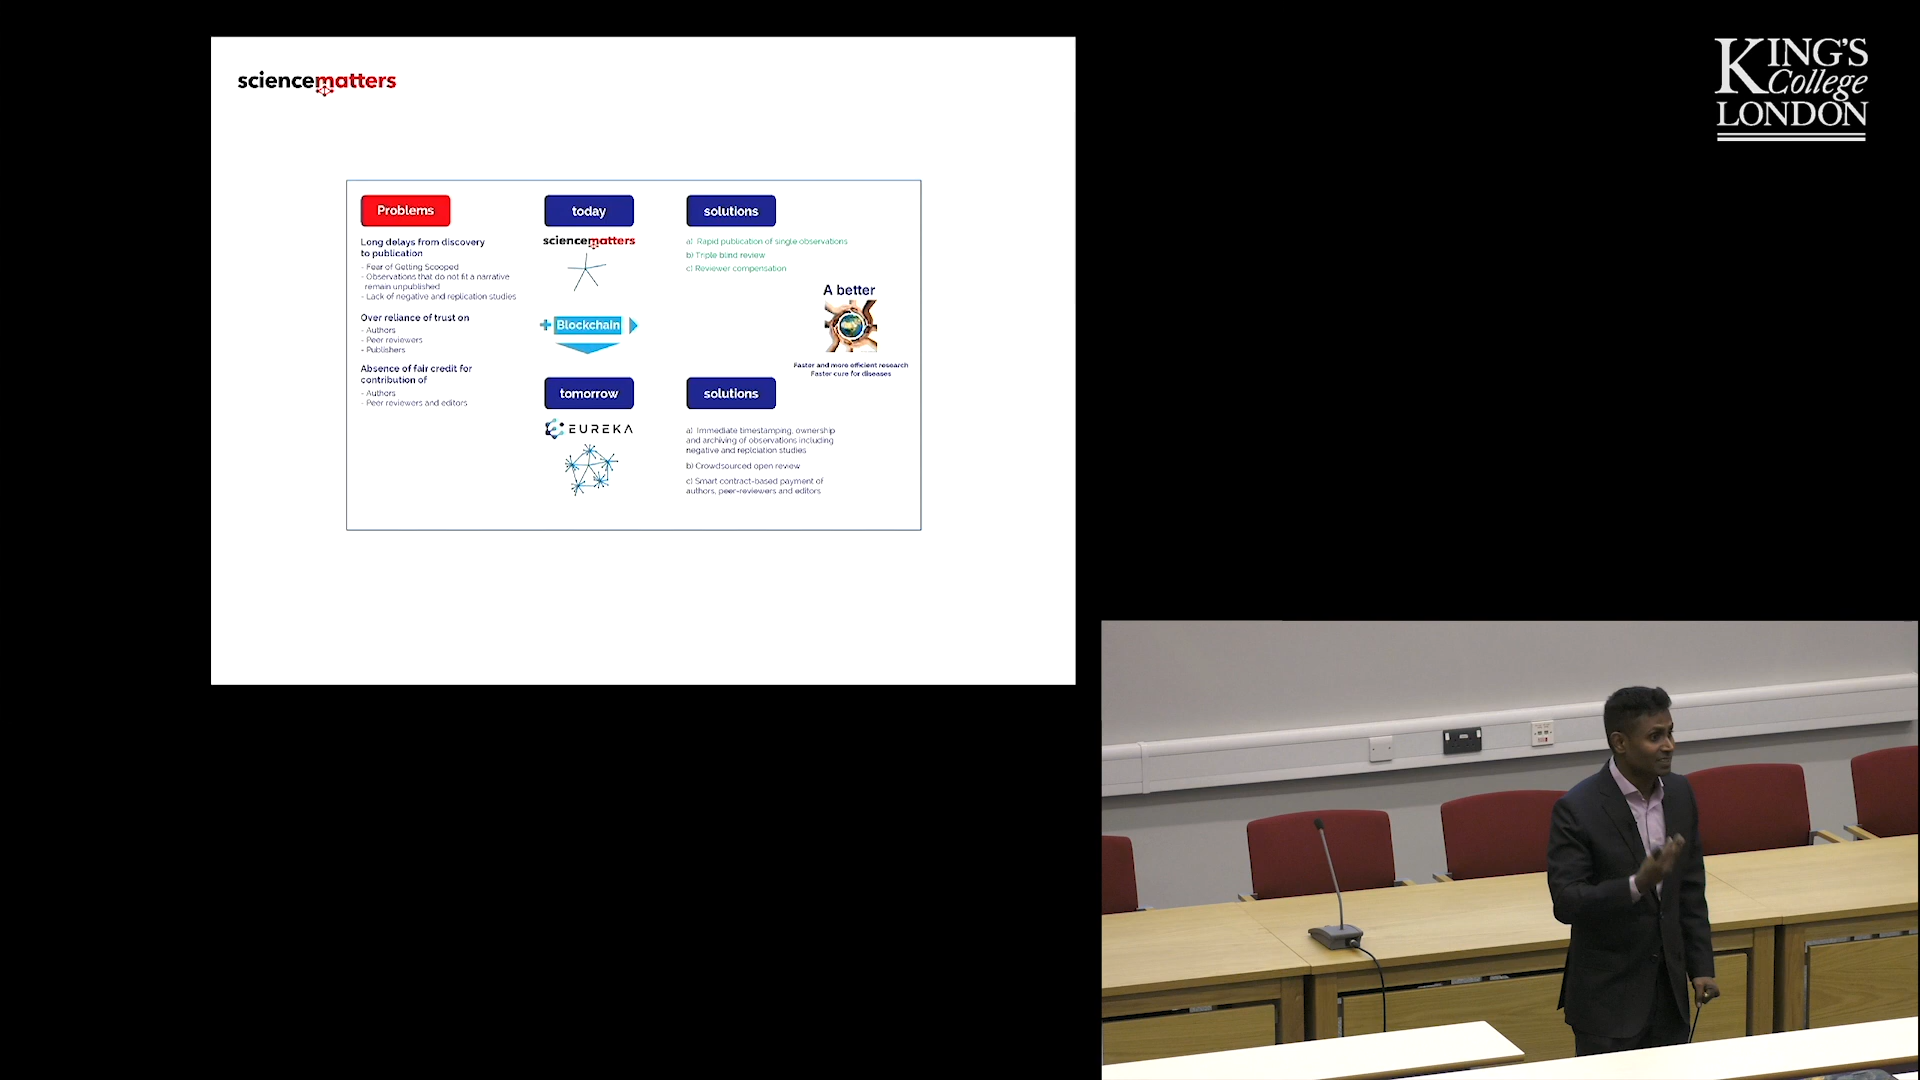 sciencematters
KING'S
College
LONDON
Problems
Long delays from discovery
to publication
- Fear of Getting Scooped
- Observations that do not fit a narrative
remain unpublished
- Lack of negative and replication studies
Over reliance of trust on
- Authors
- Peer reviewers
- Publishers
Absence of fair credit for
contribution of
- Authors
- Peer reviewers and editors
today
sciencematters
+ Blockchain
tomorrow
EUREKA
solutions
a) Rapid publication of single observations
b) Triple blind review
c) Reviewer compensation
A better
Faster and more efficient research
Faster cure for diseases
solutions
a) Immediate timestamping, ownership
and archiving of observations including
negative and replciation studies
b) Crowdsourced open review
c) Smart contract-based payment of
authors, peer-reviewers and editors